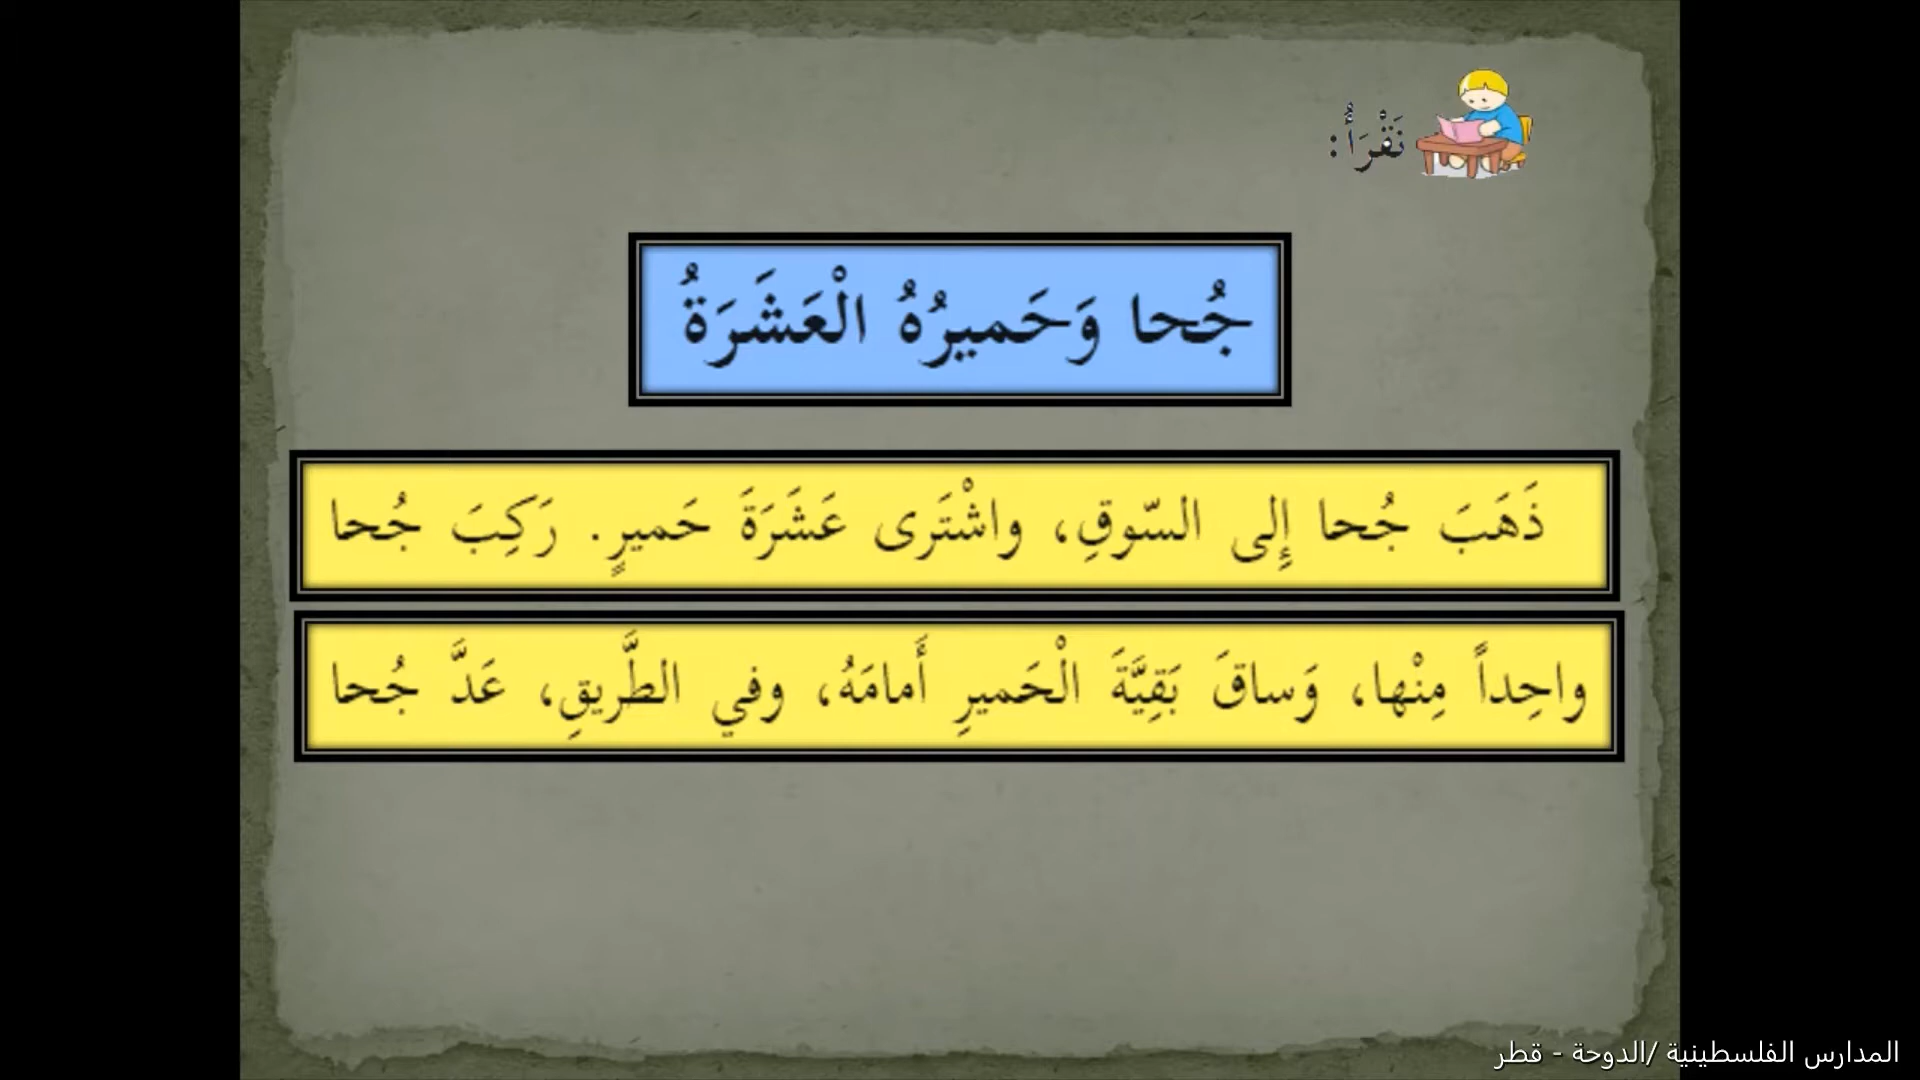 نَقْرَأُ:
جُحا وَحَميرُهُ الْعَشَرَةُ
ذَهَبَ جُحا إِلى السّوقِ، واشْتَرى عَشَرَةَ حَميرٍ. رَكِبَ جُحا
واحِداً مِنْها، وَساقَ بَقِيَّةَ الْحَميرِ أَمامَهُ، وفي الطَّريقِ، عَدَّ جُحا
المدارس الفلسطينية /الدوحة - قطر